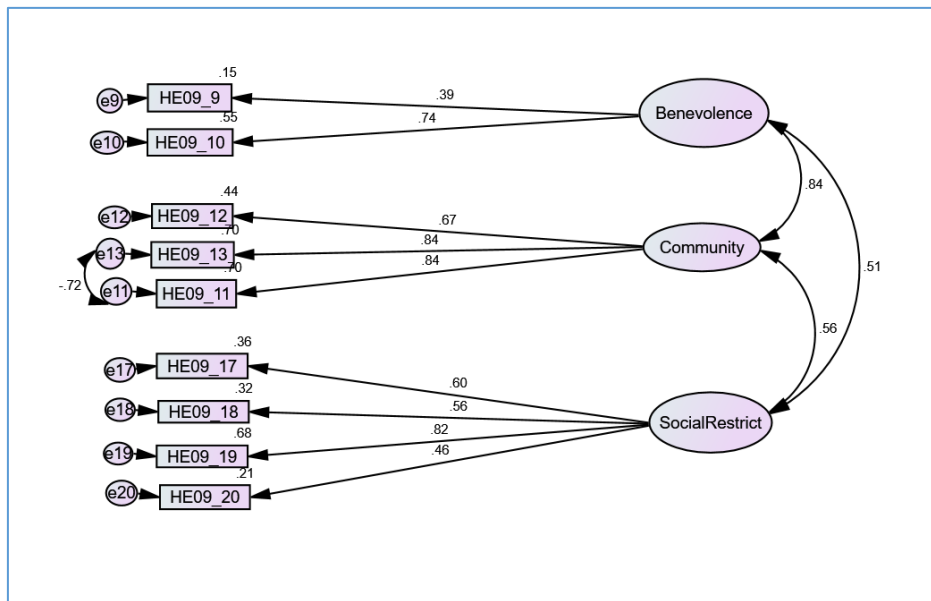 .15
e9 HE09_9 .39 Benevolence
.55
e10 HE09_10 .74
.84
.44
e12 HE09_12 .67
.70
e13 HE09_13 .84 Community
.70
e11 HE09_11 .84
-.72
.51
.56
.36
e17 HE09_17 .60
.32
e18 HE09_18 .56 SocialRestrict
.68
e19 HE09_19 .82
.21
e20 HE09_20 .46